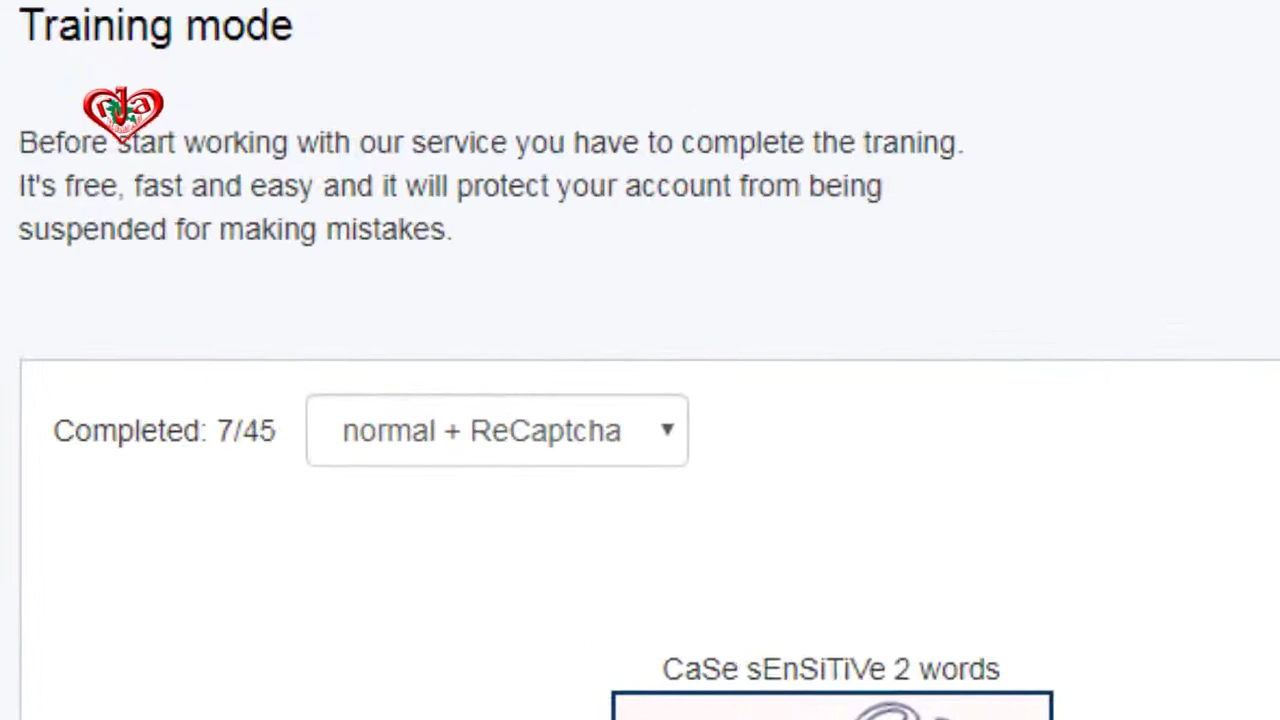 Training mode
Before start working with our service you have to complete the traning.
It's free, fast and easy and it will protect your account from being
suspended for making mistakes.
Completed: 7/45
normal + ReCaptcha
CaSe sEnSiTiVe 2 words